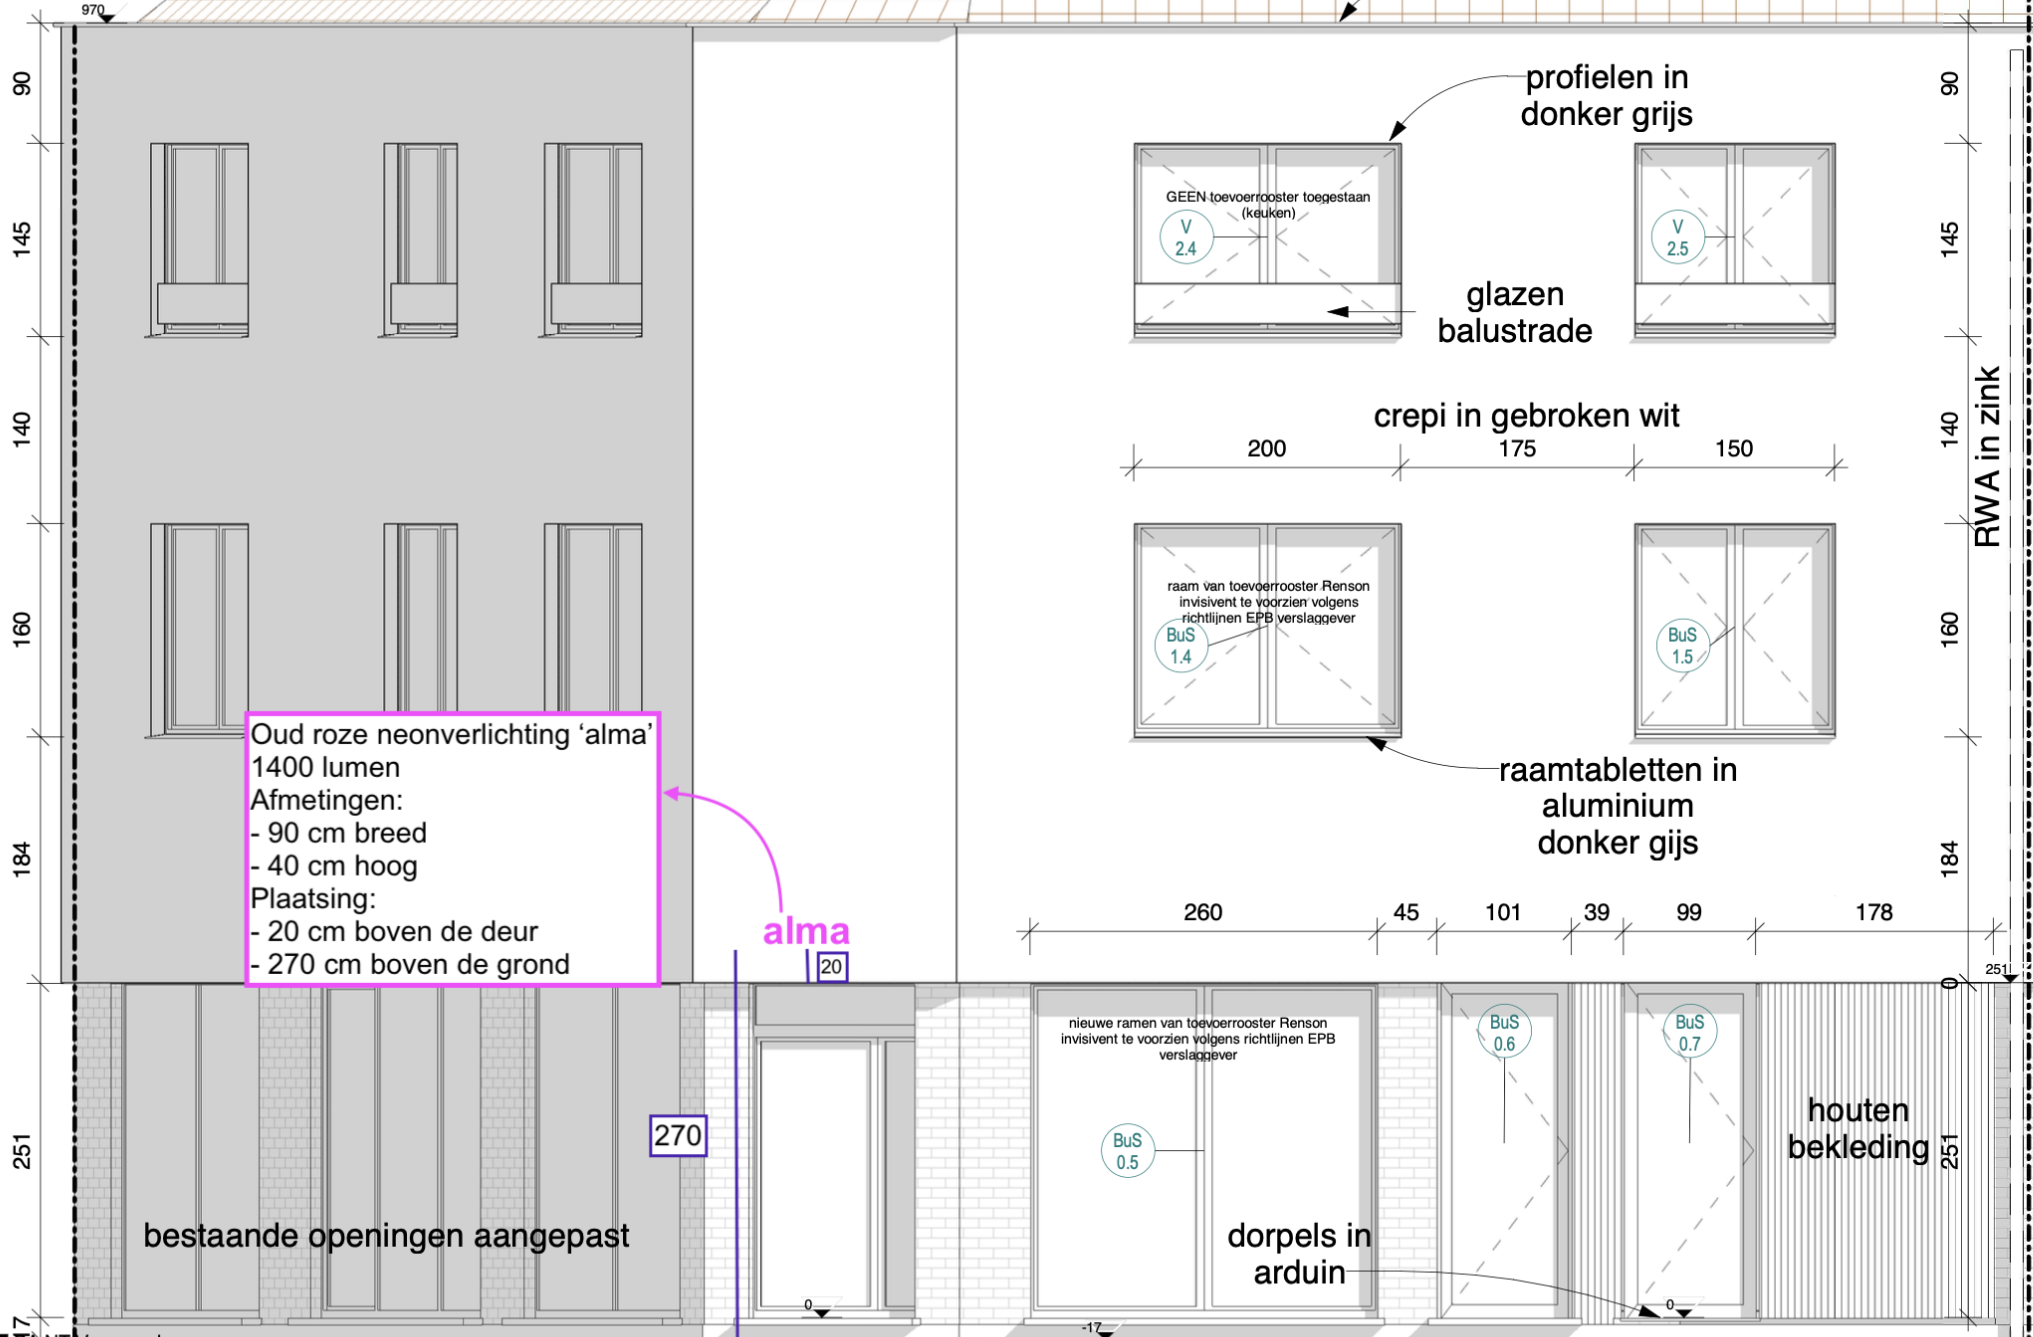 970
90
145
140
160
184
251
profielen in
donker grijs
90
GEEN toevoerrooster toegestaan
(keuken)
V
2.4
V
2.5
145
glazen
balustrade
crepi in gebroken wit
140
RWA in zink
200
175
150
raam van toevoerrooster Renson
invisivent te voorzien volgens
richtlijnen EPB verslaggever
BuS
1.4
BuS
1.5
160
raamtabletten in
aluminium
donker gijs
184
Oud roze neonverlichting ‘alma’
1400 lumen
Afmetingen:
- 90 cm breed
- 40 cm hoog
Plaatsing:
- 20 cm boven de deur
- 270 cm boven de grond
alma
20
270
260
45
101
39
99
178
251
0
nieuwe ramen van toevoerrooster Renson
invisivent te voorzien volgens richtlijnen EPB
verslaggever
BuS
0.5
BuS
0.6
BuS
0.7
houten
bekleding
251
bestaande openingen aangepast
dorpels in
arduin
0
0
-17